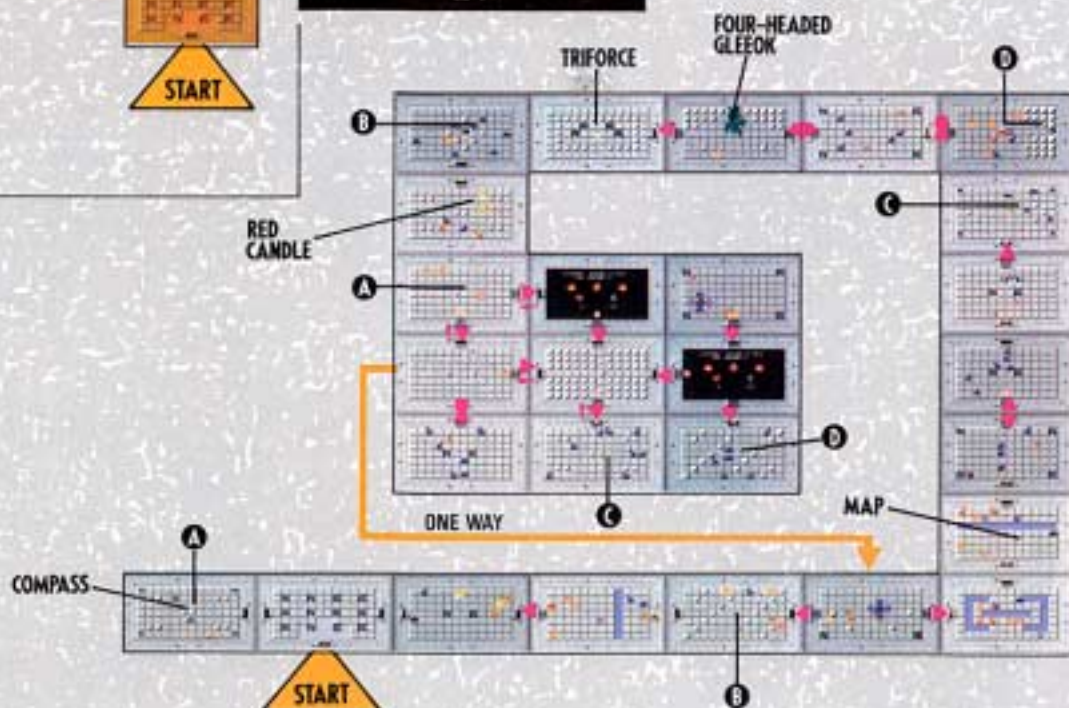 START
FOUR-HEADED
GLEEOK
TRIFORCE
D
B
C
RED
CANDLE
A
D
MAP
ONE WAY
C
A
COMPASS
START
B